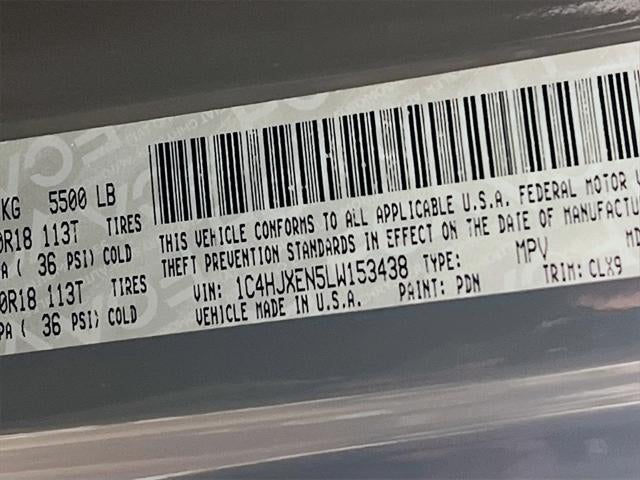 KG 5500 LB
0R18 113T TIRES
PA ( 36 PSI) COLD
0R18 113T TIRES
PA ( 36 PSI) COLD
THIS VEHICLE CONFORMS TO ALL APPLICABLE U.S.A. FEDERAL MOTOR V
THEFT PREVENTION STANDARDS IN EFFECT ON THE DATE OF MANUFACTU
VIN: 1C4HJXEN5LW153438 TYPE: MPV MD
VEHICLE MADE IN U.S.A. PAINT: PDN TRIM: CLX9